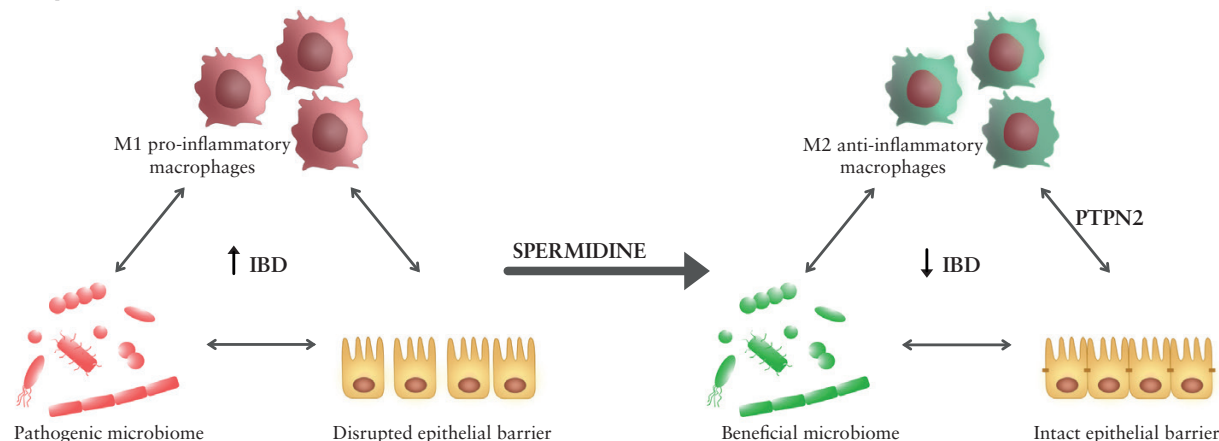 M1 pro-inflammatory
macrophages
IBD
Pathogenic microbiome
Disrupted epithelial barrier
SPERMIDINE
M2 anti-inflammatory
macrophages
PTPN2
IBD
Beneficial microbiome
Intact epithelial barrier